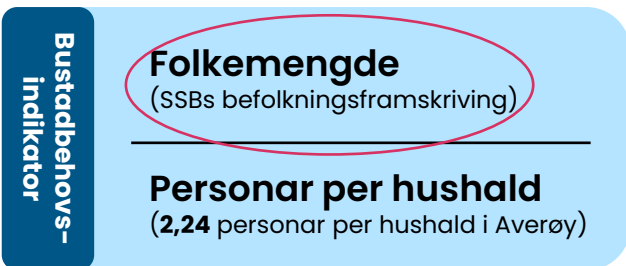 Bustadbehovs-
indikator
Folkemengde
(SSBs befolkningsframskriving)
Personar per hushald
(2,24 personar per hushald i Averøy)